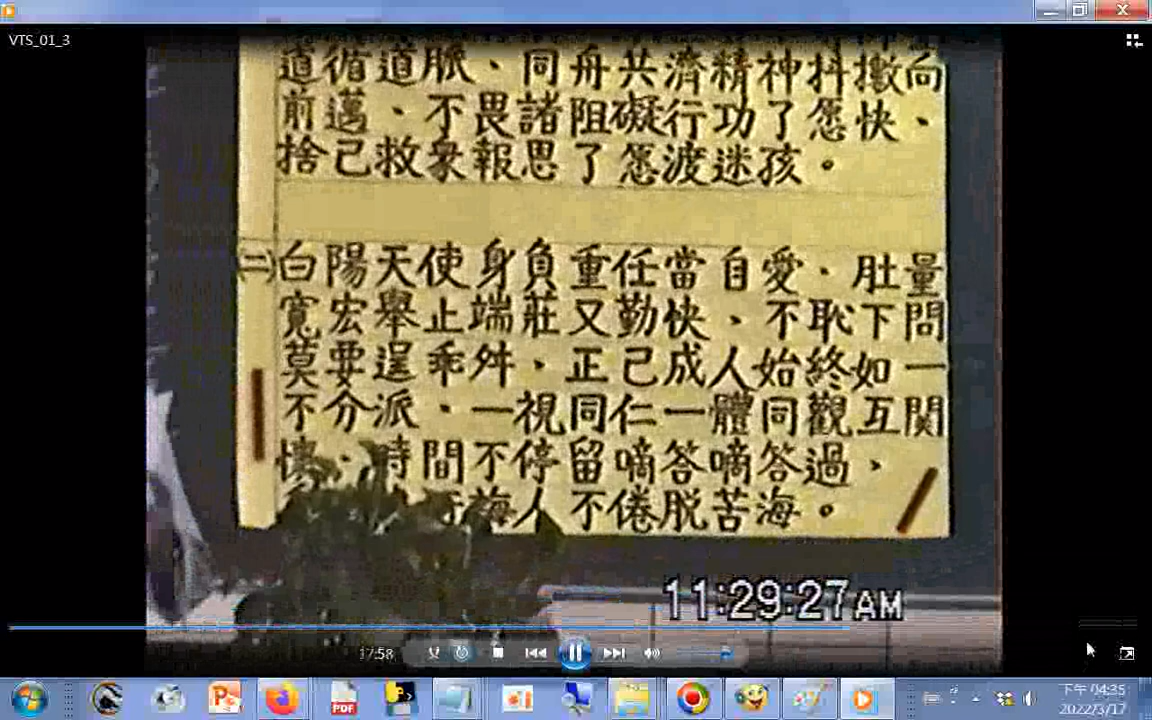 VTS_01_3
道循道脈、同舟共濟精神抖擻向
前邁、不畏諸阻礙行功了愿快、
捨己救衆報恩了愿渡迷孩。
(二)白陽天使身負重任當自愛、肚量
寬宏舉止端莊又勤快、不恥下問
莫要逞乖舛、正己成人始終如一
不分派、一視同仁一體同觀互関
懷、時間不停留嘀答嘀答過、
誨人不倦脱苦海。
11:29:27AM
17:58
下午 04:35
2022/3/17